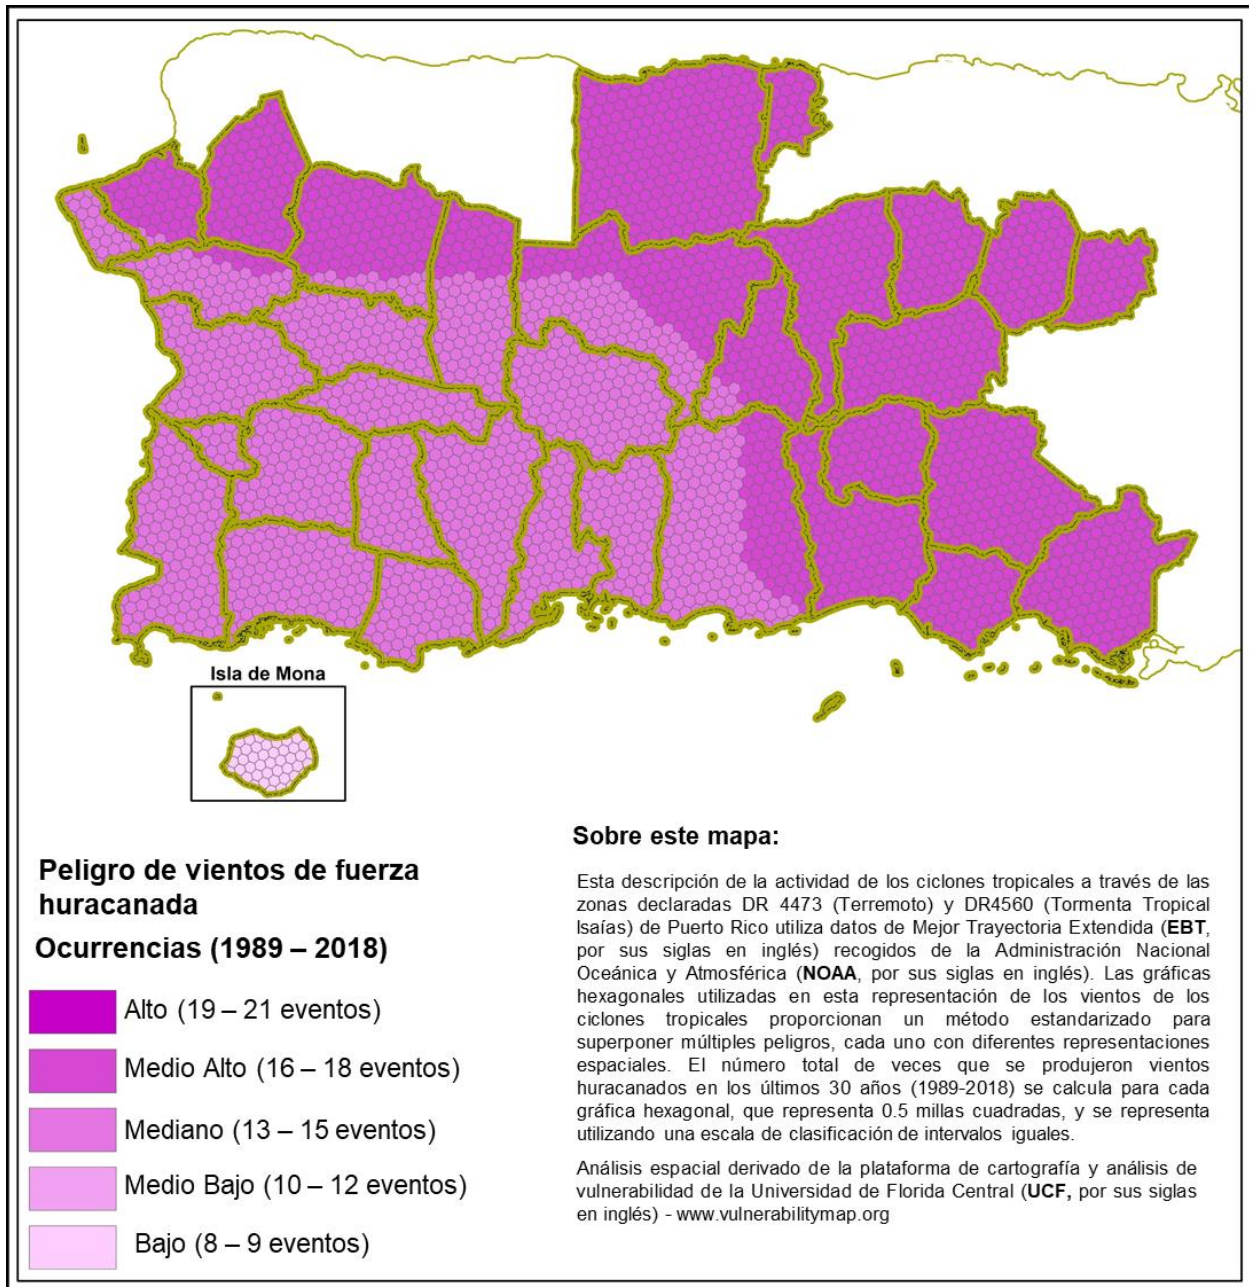 Isla de Mona
Peligro de vientos de fuerza
huracanada
Ocurrencias (1989 – 2018)
Alto (19 – 21 eventos)
Medio Alto (16 – 18 eventos)
Mediano (13 – 15 eventos)
Medio Bajo (10 – 12 eventos)
Bajo (8 – 9 eventos)
Sobre este mapa:
Esta descripción de la actividad de los ciclones tropicales a través de las
zonas declaradas DR 4473 (Terremoto) y DR4560 (Tormenta Tropical
Isaías) de Puerto Rico utiliza datos de Mejor Trayectoria Extendida (EBT,
por sus siglas en inglés) recogidos de la Administración Nacional
Oceánica y Atmosférica (NOAA, por sus siglas en inglés). Las gráficas
hexagonales utilizadas en esta representación de los vientos de los
ciclones tropicales proporcionan un método estandarizado para
superponer múltiples peligros, cada uno con diferentes representaciones
espaciales. El número total de veces que se produjeron vientos
huracanados en los últimos 30 años (1989-2018) se calcula para cada
gráfica hexagonal, que representa 0.5 millas cuadradas, y se representa
utilizando una escala de clasificación de intervalos iguales.
Análisis espacial derivado de la plataforma de cartografía y análisis de
vulnerabilidad de la Universidad de Florida Central (UCF, por sus siglas
en inglés) - www.vulnerabilitymap.org